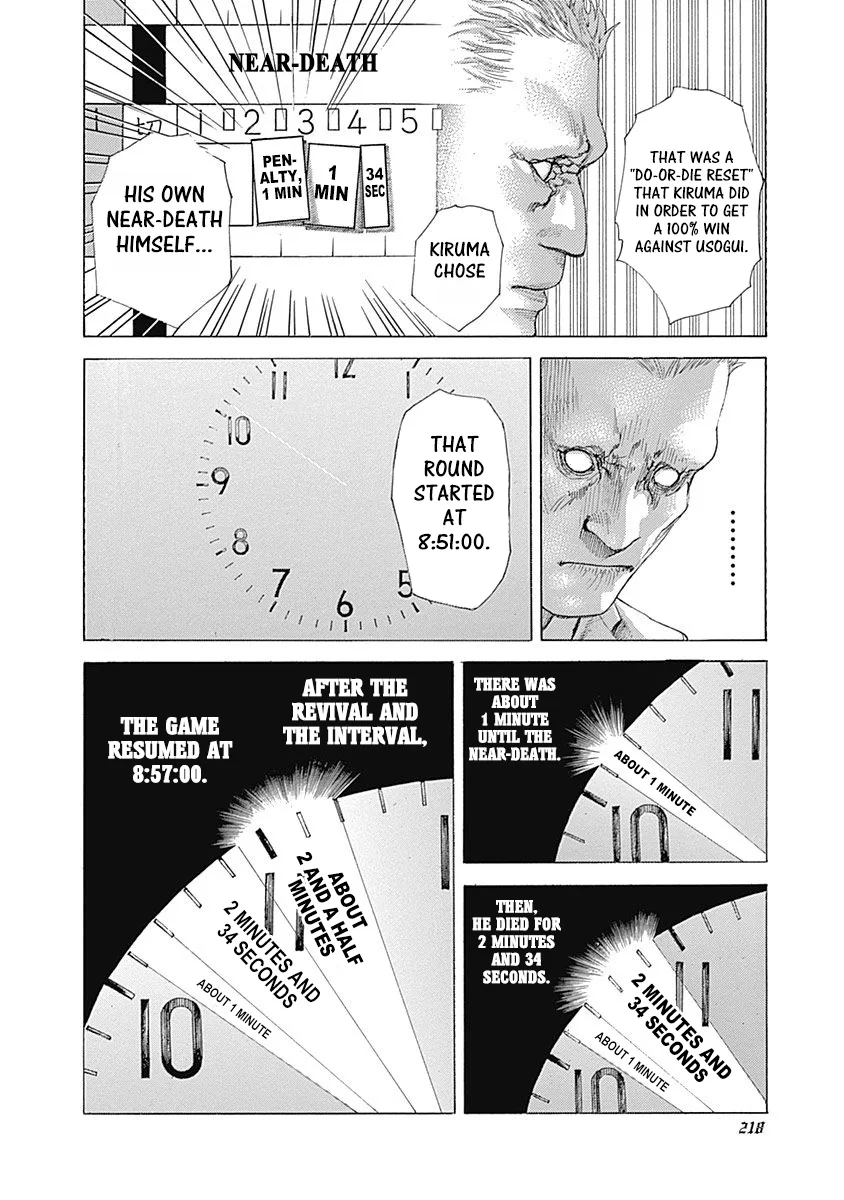 THAT WAS A
"DO-OR-DIE RESET"
THAT KIRUMA DID
IN ORDER TO GET
A 100% WIN
AGAINST USOGUI.
NEAR-DEATH
1 切 1 2 3 4 5
PEN-
ALTY,
1 MIN
1
MIN
34
SEC
KIRUMA
CHOSE
HIS OWN
NEAR-DEATH
HIMSELF...
.........
THAT
ROUND
STARTED
AT
8:51:00.
11 12 1
10
9
8
7 6 5
THERE WAS
ABOUT
1 MINUTE
UNTIL THE
NEAR-DEATH.
ABOUT 1 MINUTE
11
10
THEN,
HE DIED FOR
2 MINUTES
AND 34
SECONDS.
2 MINUTES AND
34 SECONDS
ABOUT 1 MINUTE
11
10
AFTER THE
REVIVAL AND
THE INTERVAL,
THE GAME
RESUMED AT
8:57:00.
ABOUT
2 AND A HALF
MINUTES
2 MINUTES AND
34 SECONDS
ABOUT 1 MINUTE
11
10
218